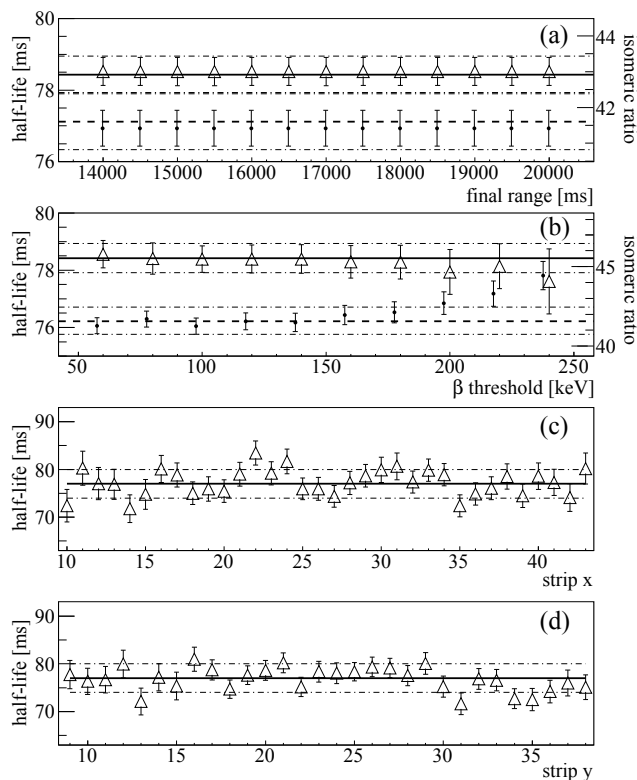 (a)
half-life [ms]
80
78
76
44
42
40
isomeric ratio
14000 15000 16000 17000 18000 19000 20000
final range [ms]
(b)
half-life [ms]
80
78
76
45
40
isomeric ratio
50 100 150 200 250
β threshold [keV]
(c)
half-life [ms]
90
80
70
10 15 20 25 30 35 40
strip x
(d)
half-life [ms]
90
80
70
10 15 20 25 30 35
strip y